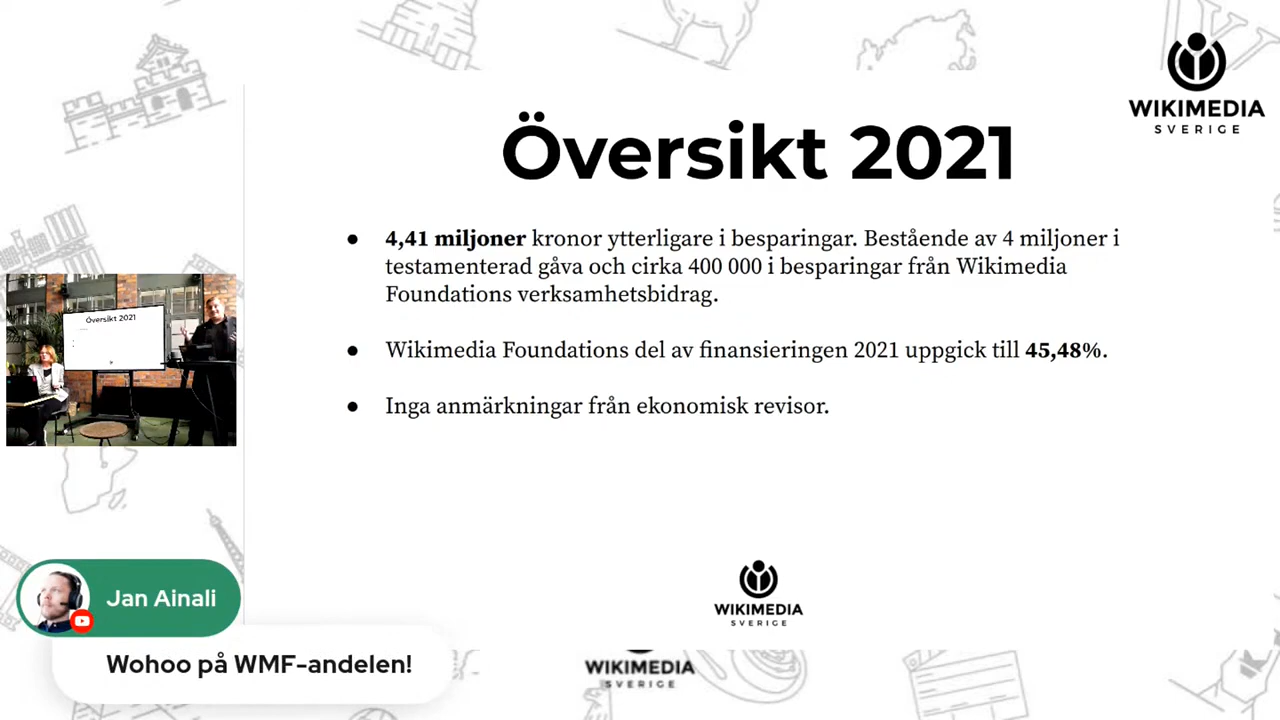 WIKIMEDIA
SVERIGE
Översikt 2021
● 4,41 miljoner kronor ytterligare i besparingar. Bestående av 4 miljoner i
testamenterad gåva och cirka 400 000 i besparingar från Wikimedia
Foundations verksamhetsbidrag.
● Wikimedia Foundations del av finansieringen 2021 uppgick till 45,48%.
● Inga anmärkningar från ekonomisk revisor.
Översikt 2021
WIKIMEDIA
SVERIGE
Jan Ainali
Wohoo på WMF-andelen!
WIKIMEDIA
SVERIGE